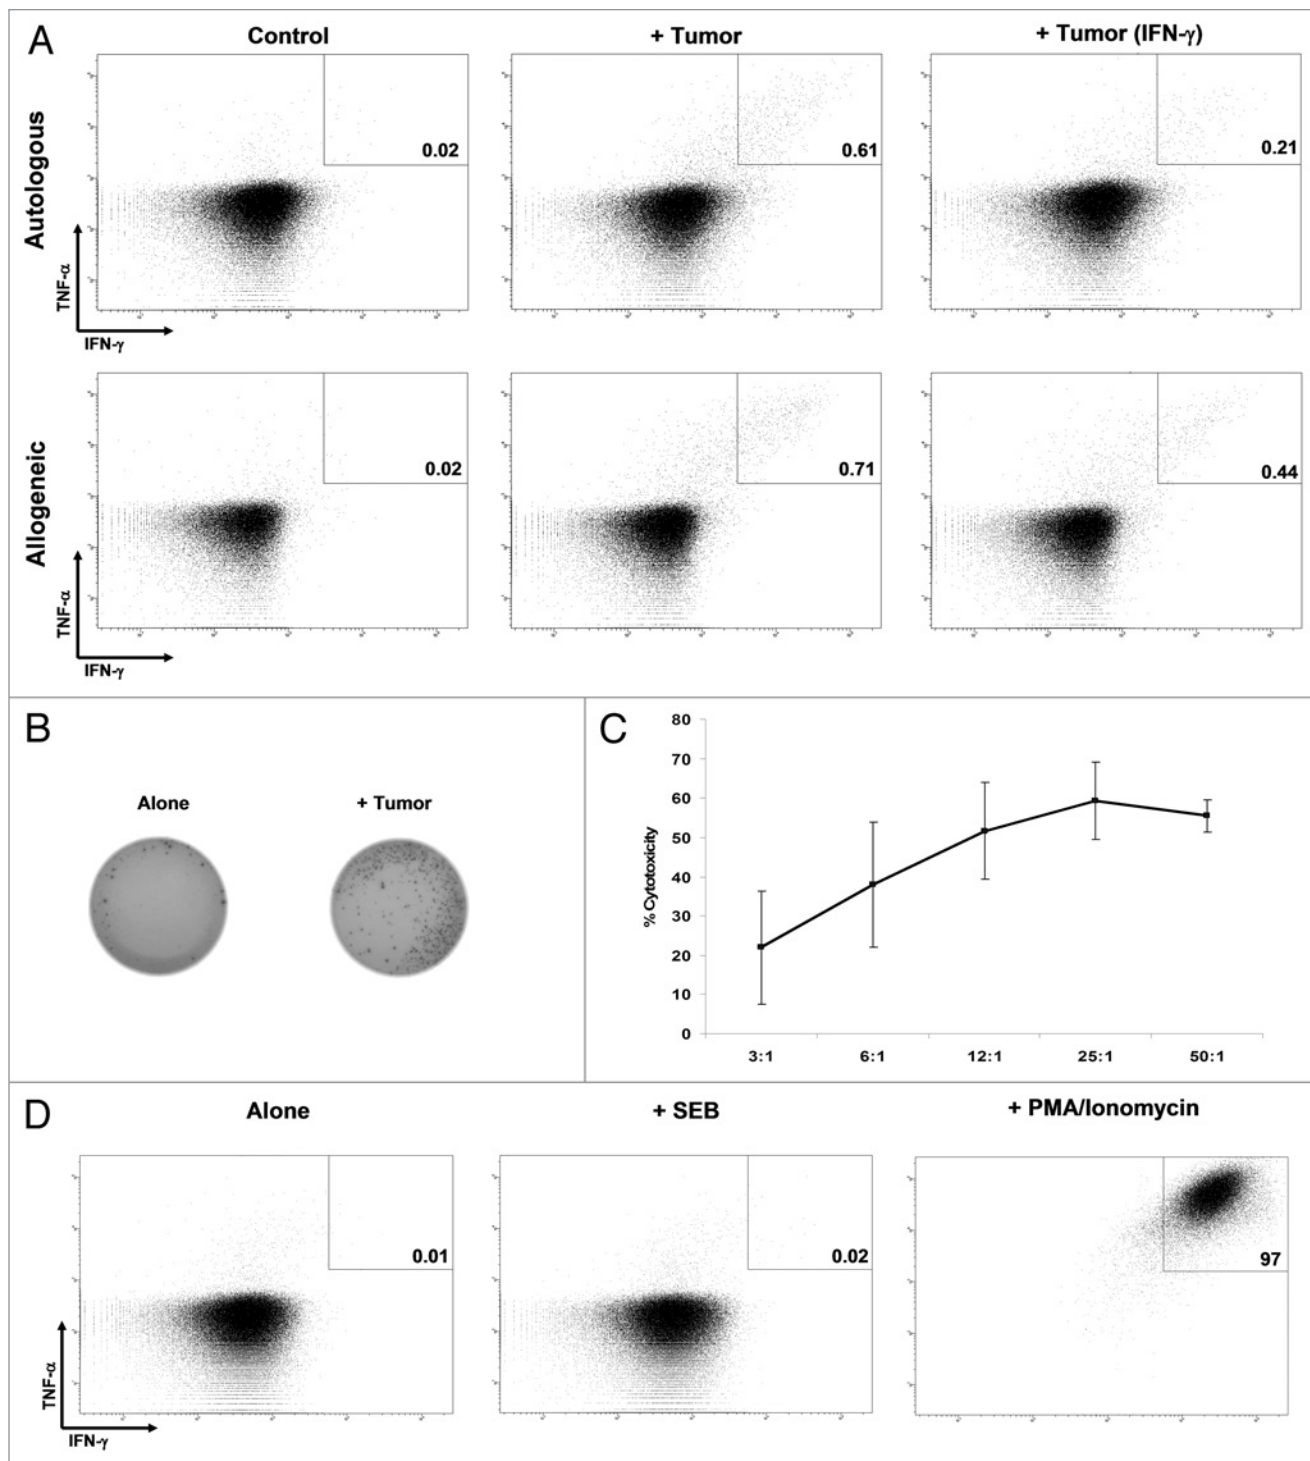 A
Control
+ Tumor
+ Tumor (IFN-γ)
Autologous
TNF-α
IFN-γ
0.02
0.61
0.21
Allogeneic
TNF-α
IFN-γ
0.02
0.71
0.44
B
Alone
+ Tumor
C
% Cytotoxicity
80
70
60
50
40
30
20
10
0
3:1
6:1
12:1
25:1
50:1
D
Alone
+ SEB
+ PMA/Ionomycin
TNF-α
IFN-γ
0.01
0.02
97